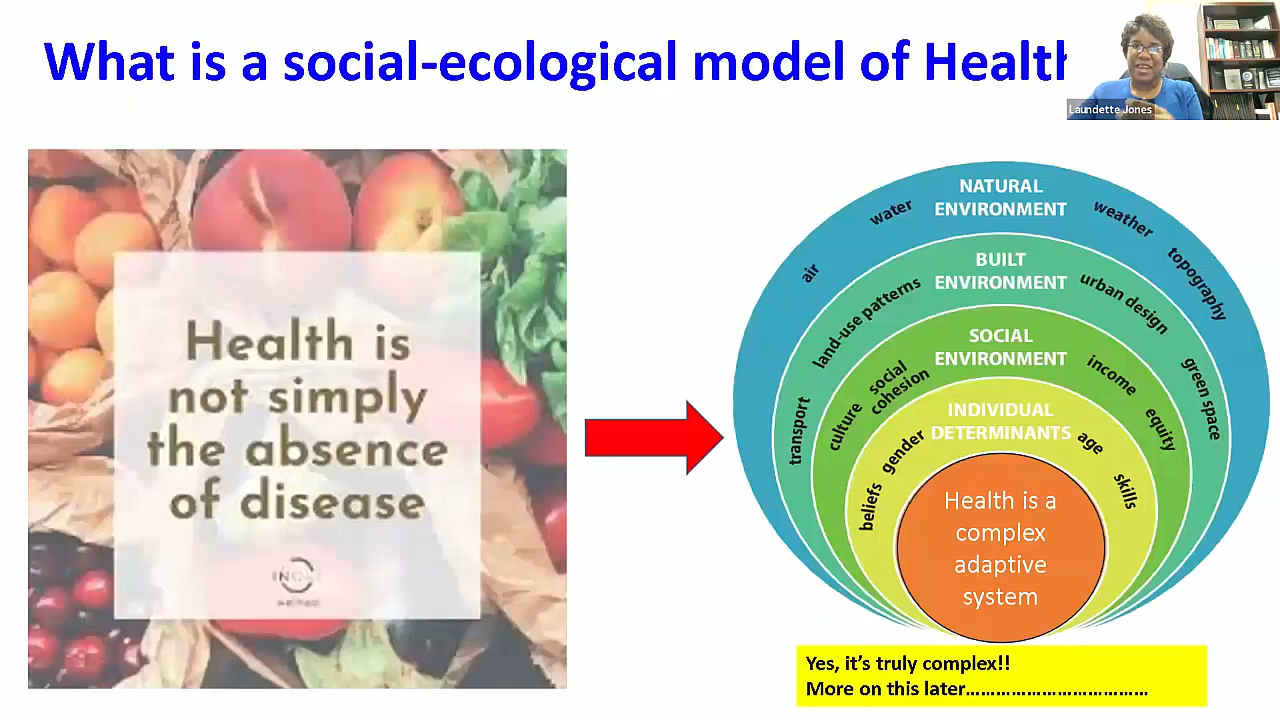 What is a social-ecological model of Health
Laundette Jones
Health is
not simply
the absence
of disease
NATURAL
ENVIRONMENT
air
water
weather
topography
BUILT
ENVIRONMENT
transport
land-use patterns
urban design
green space
SOCIAL
ENVIRONMENT
culture
social
cohesion
income
equity
INDIVIDUAL
DETERMINANTS
beliefs
gender
age
skills
Health is a
complex
adaptive
system
Yes, it’s truly complex!!
More on this later………………………………